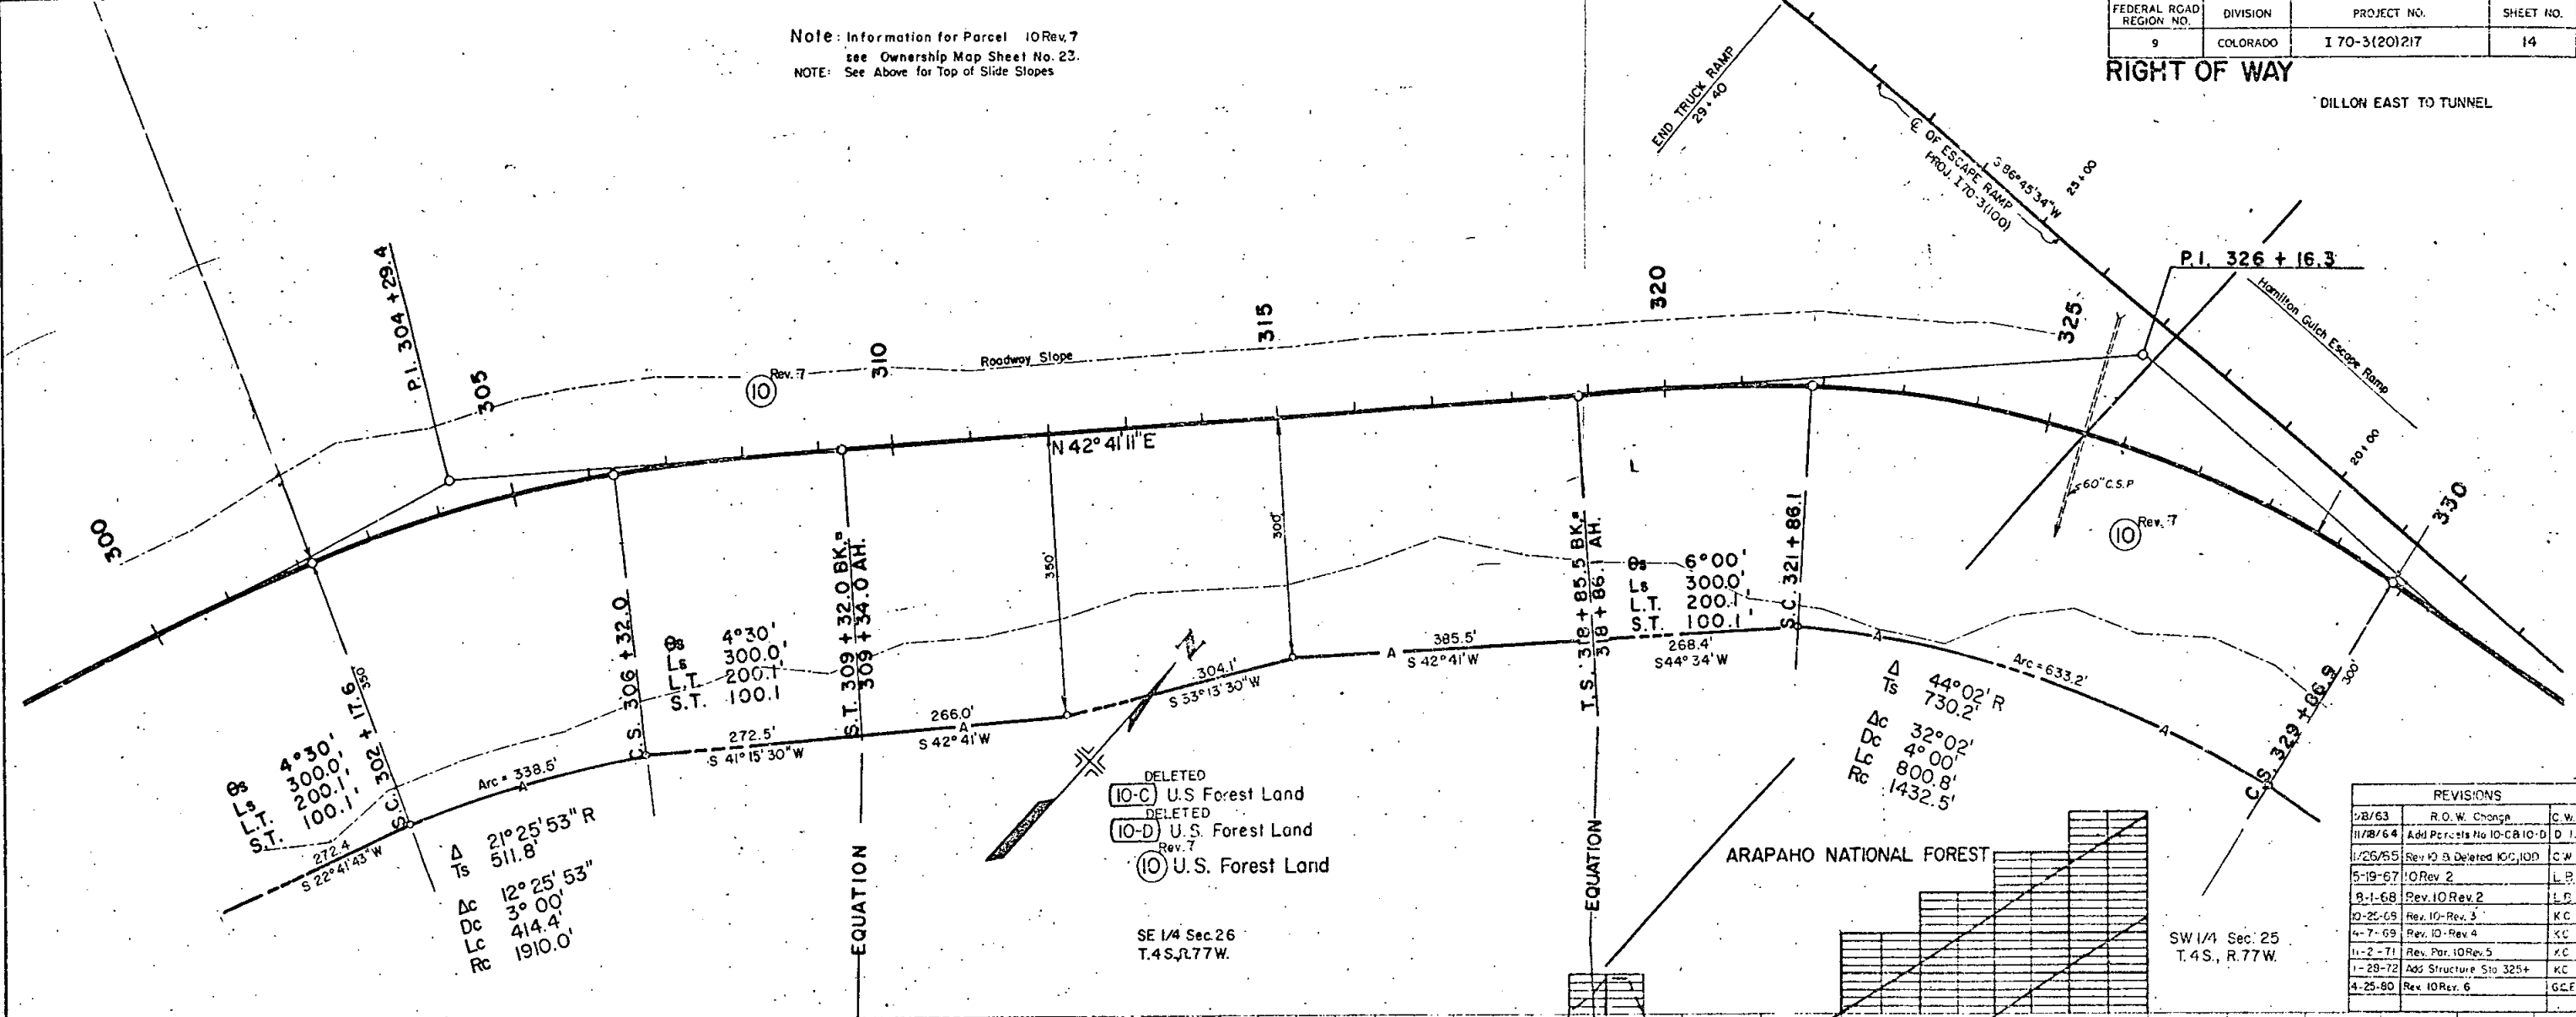 Note: Information for Parcel 10 Rev. 7
see Ownership Map Sheet No. 23.
NOTE: See Above for Top of Slide Slopes
FEDERAL ROAD REGION NO.
DIVISION
PROJECT NO.
SHEET NO.
9
COLORADO
I 70-3(20)217
14
RIGHT OF WAY
DILLON EAST TO TUNNEL
END TRUCK RAMP
29+40
℄ OF ESCAPE RAMP
PROJ. I 70-3(100)
S 86°45'34"W
25+00
P.I. 326 + 16.3
Hamilton Gulch Escape Ramp
20+00
P.I. 304 +29.4
300
305
310
315
320
325
330
Roadway Slope
10 Rev. 7
N 42°41'11"E
350'
300'
60" C.S.P
10 Rev. 7
θs 4°30'
Ls 300.0'
L.T. 200.1'
S.T. 100.1'
S.C. 302 + 17.6
350'
272.4
S 22°41'43"W
Arc = 338.5'
A
Δ 21°25'53" R
Ts 511.8'
Δc 12°25'53"
Dc 3°00'
Lc 414.4'
Rc 1910.0'
C.S. 306 + 32.0
θs 4°30'
Ls 300.0'
L.T. 200.1'
S.T. 100.1
272.5'
S 41°15'30"W
S.T. 309 + 32.0 BK.=
309 + 34.0 AH.
EQUATION
266.0'
A
S 42°41'W
304.1'
S 53°13'30"W
N
A
385.5'
S 42°41'W
T.S. 318 + 85.5 BK.=
318 + 86.1 AH.
EQUATION
θs 6°00'
Ls 300.0'
L.T. 200.1'
S.T. 100.1'
268.4'
S44°34'W
S.C. 321 + 86.1
A
Arc = 633.2'
A
Δ 44°02' R
Ts 730.2'
Δc 32°02'
Dc 4°00'
Lc 800.8'
Rc 1432.5'
C.S. 329 + 86.9
300'
DELETED
10-C U.S Forest Land
DELETED
10-D U.S. Forest Land
Rev. 7
10 U.S. Forest Land
SE 1/4 Sec. 26
T.4 S., R.77 W.
ARAPAHO NATIONAL FOREST
SW 1/4 Sec. 25
T. 4 S., R. 77 W.
REVISIONS
R.O.W. Change C.W.
11/18/64 Add Parcels No 10-C & 10-D
1/26/65 Rev 10 & Deleted 10C, 10D C W
5-19-67 10 Rev 2
8-1-68 Rev. 10 Rev. 2
Rev. 10-Rev. 3 KC
4-7-69 Rev. 10-Rev. 4 KC
11-2-71 Rev. Par. 10 Rev. 5 KC
1-28-72 Add Structure Sta 325+ KC
4-25-80 Rev. 10 Rev. 6